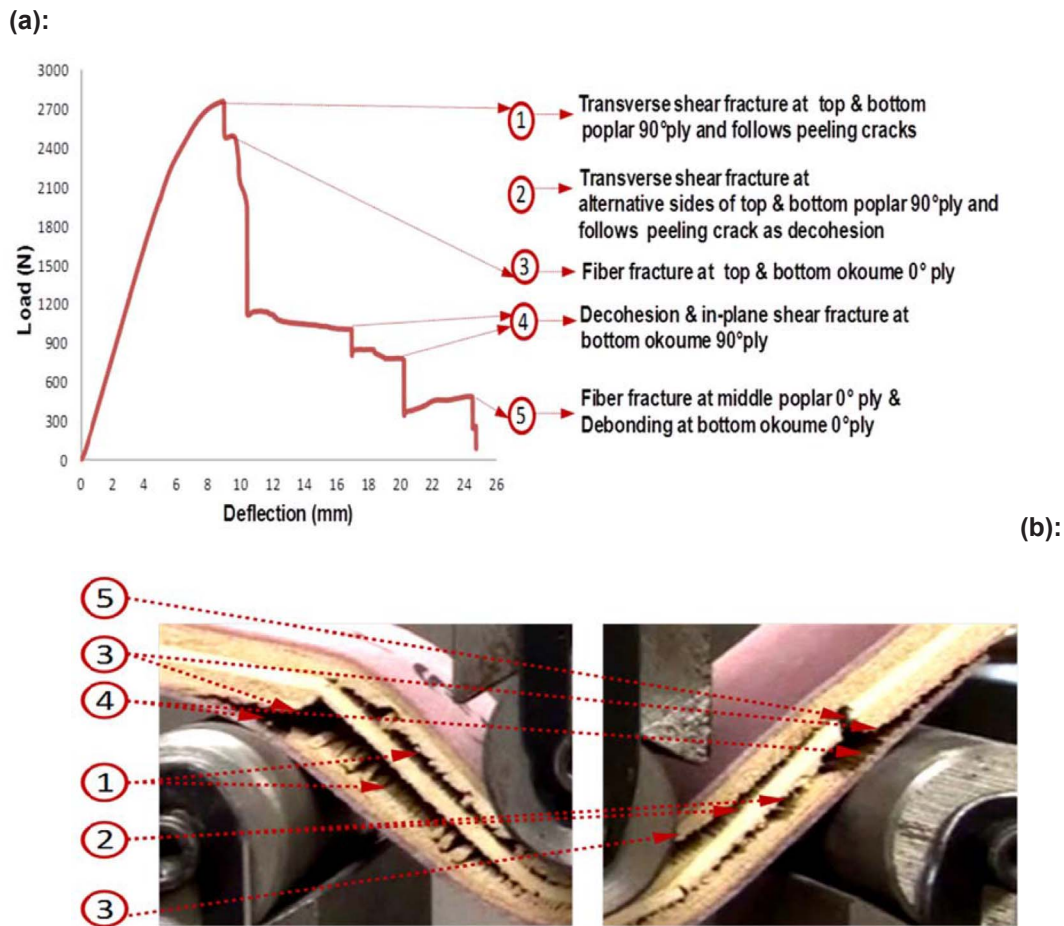 (a):
3000
2700
2400
2100
1800
1500
1200
900
600
300
0
Load (N)
0 2 4 6 8 10 12 14 16 18 20 22 24 26
Deflection (mm)
1 Transverse shear fracture at top & bottom
poplar 90°ply and follows peeling cracks
2 Transverse shear fracture at
alternative sides of top & bottom poplar 90°ply and
follows peeling crack as decohesion
3 Fiber fracture at top & bottom okoume 0° ply
4 Decohesion & in-plane shear fracture at
bottom okoume 90°ply
5 Fiber fracture at middle poplar 0° ply &
Debonding at bottom okoume 0°ply
(b):
5
3
4
1
2
3